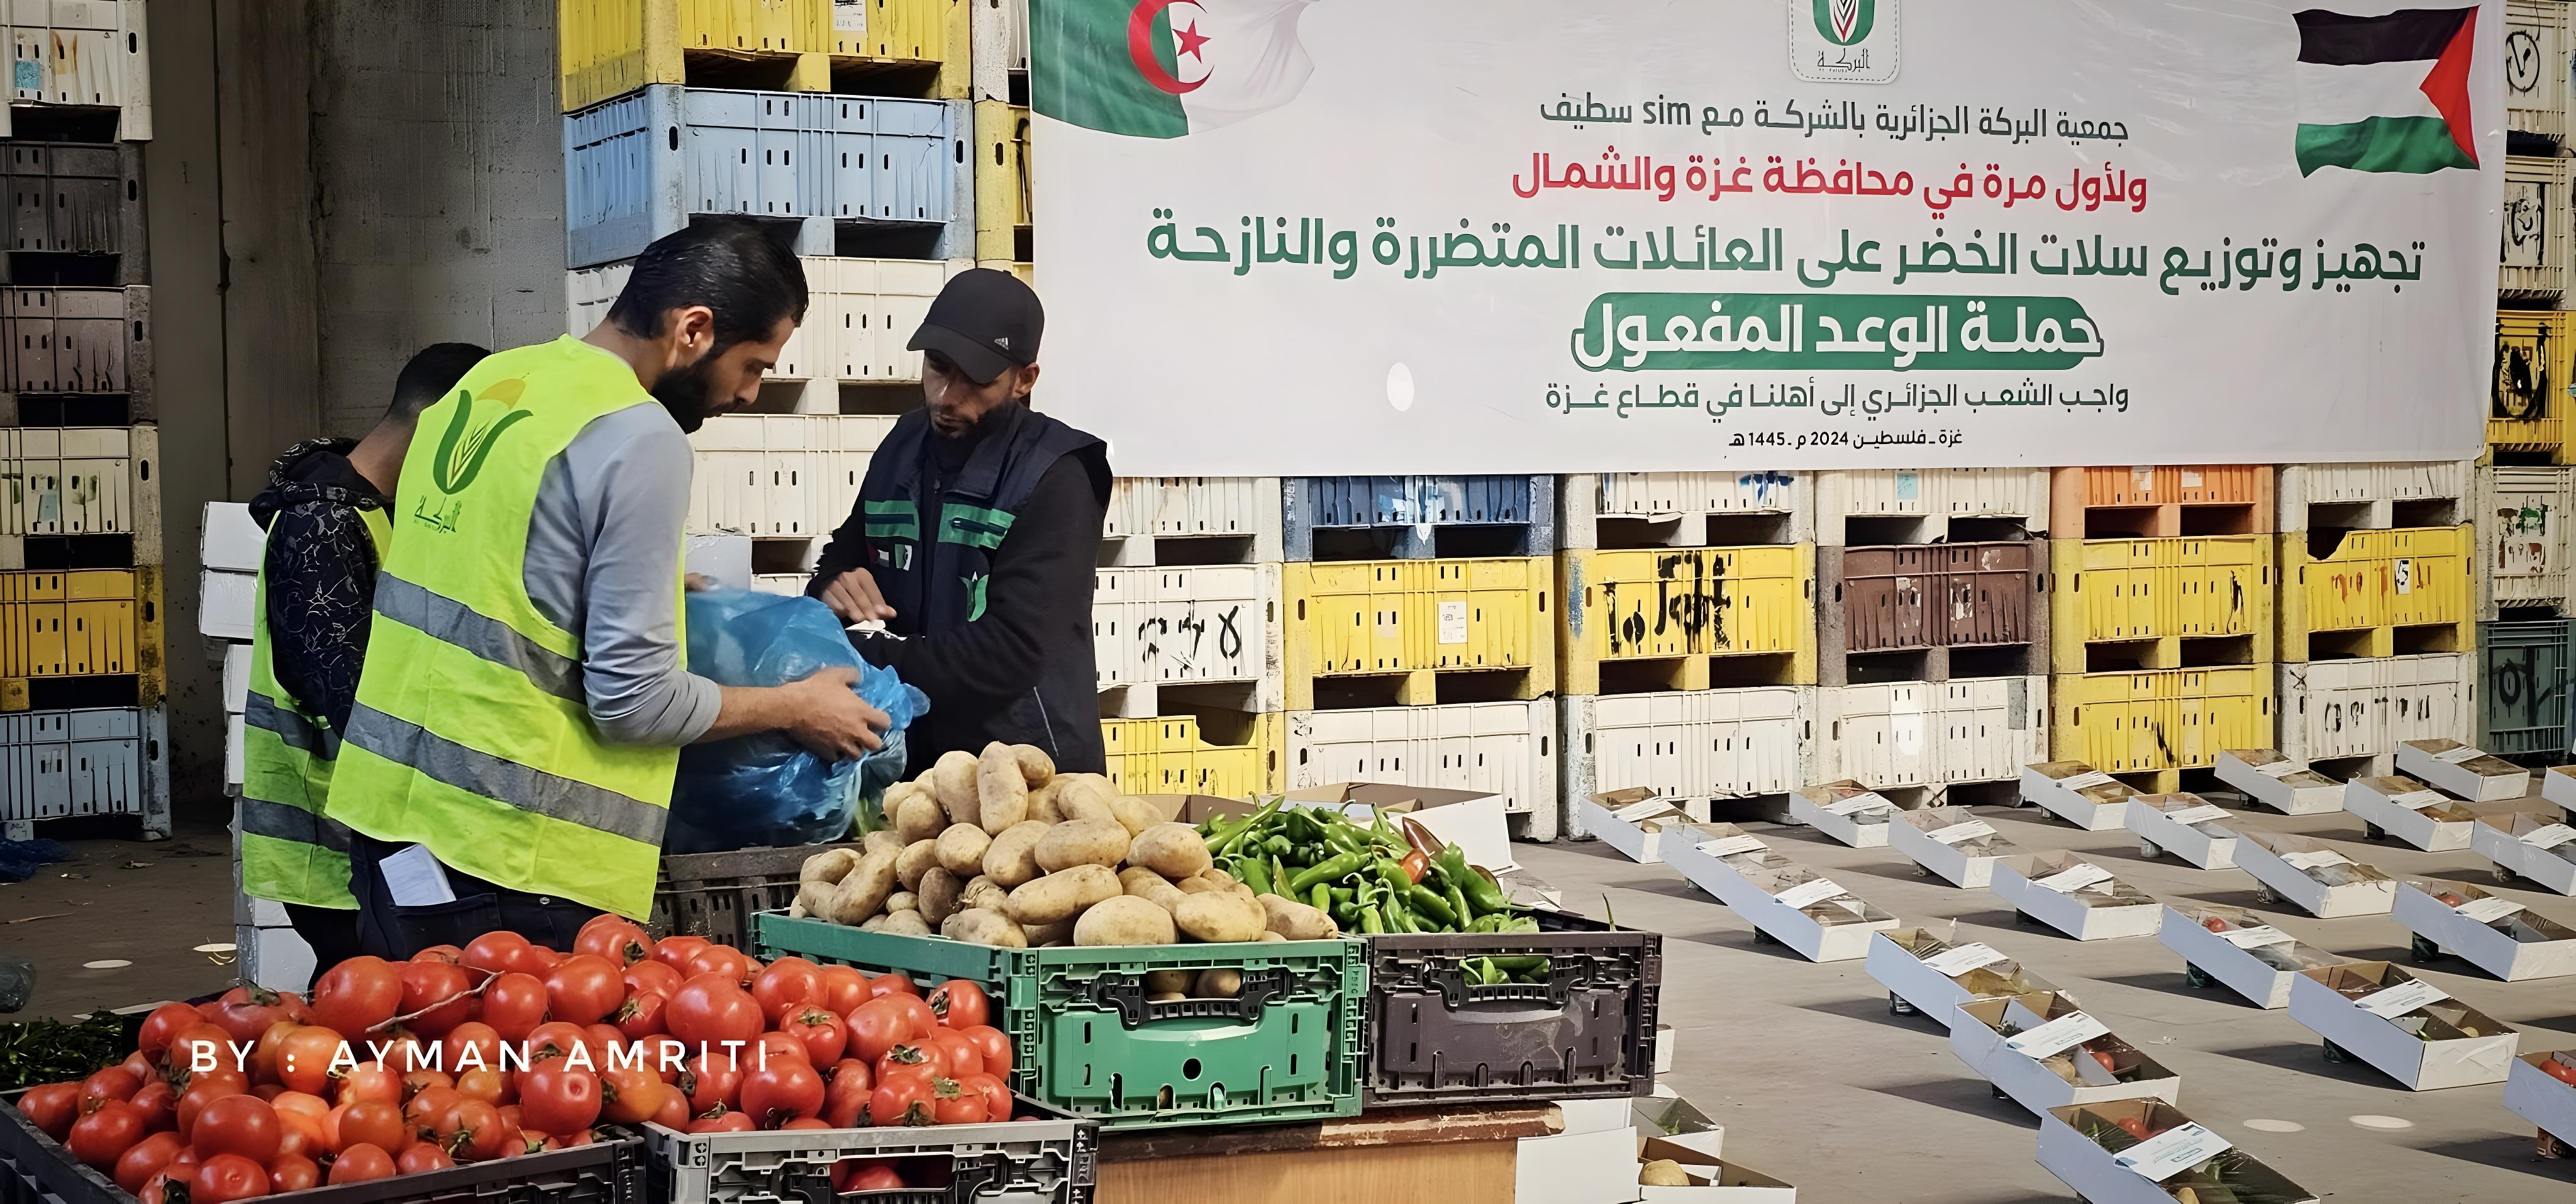 البركة
جمعية البركة الجزائرية بالشركة مع sim سطيف
ولأول مرة في محافظة غزة والشمال
تجهيز وتوزيع سلات الخضر على العائلات المتضررة والنازحة
حملة الوعد المفعول
واجب الشعب الجزائري إلى أهلنا في قطاع غزة
غزة - فلسطين 2024 م - 1445 هـ
البركة
BY : AYMAN AMRITI